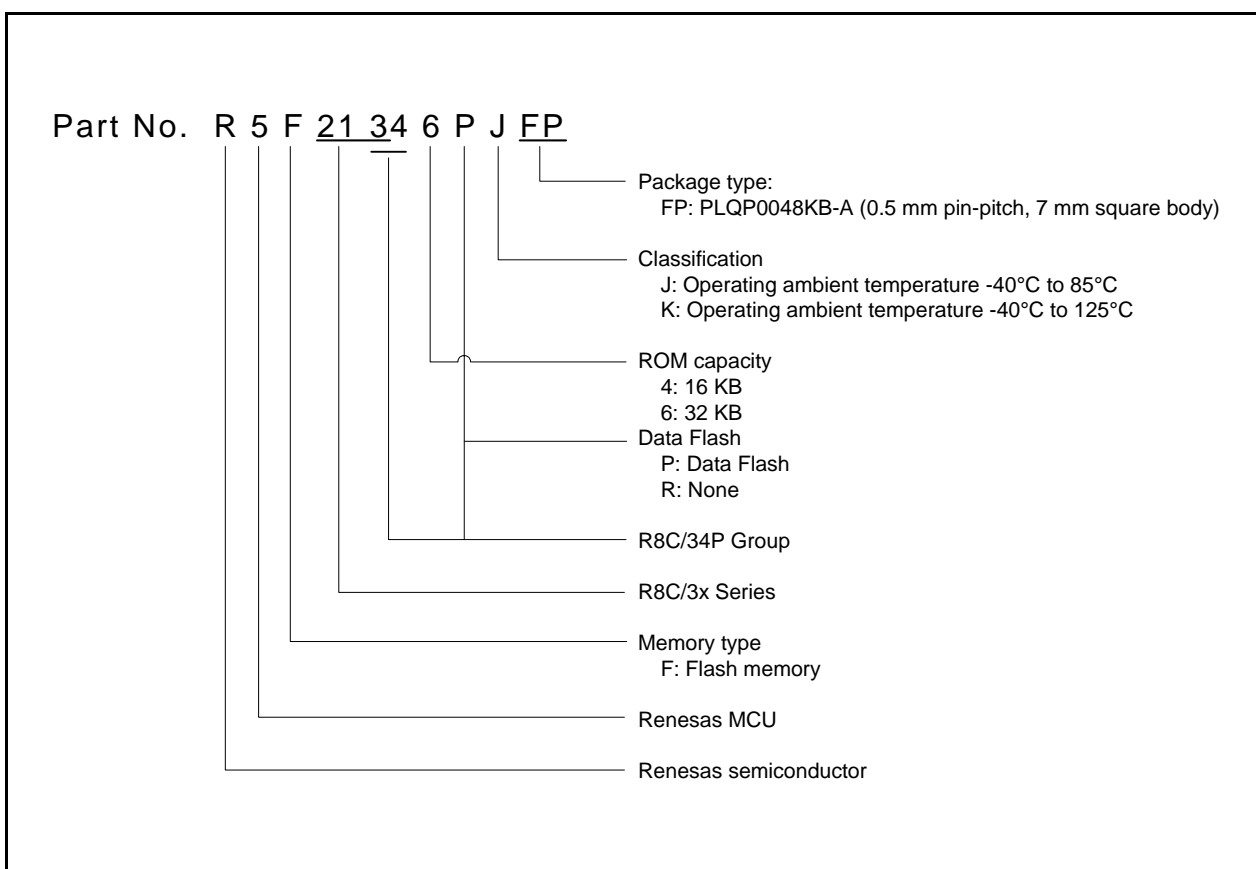 Part No. R 5 F 21 34 6 P J FP
Package type:
FP: PLQP0048KB-A (0.5 mm pin-pitch, 7 mm square body)
Classification
J: Operating ambient temperature -40°C to 85°C
K: Operating ambient temperature -40°C to 125°C
ROM capacity
4: 16 KB
6: 32 KB
Data Flash
P: Data Flash
R: None
R8C/34P Group
R8C/3x Series
Memory type
F: Flash memory
Renesas MCU
Renesas semiconductor